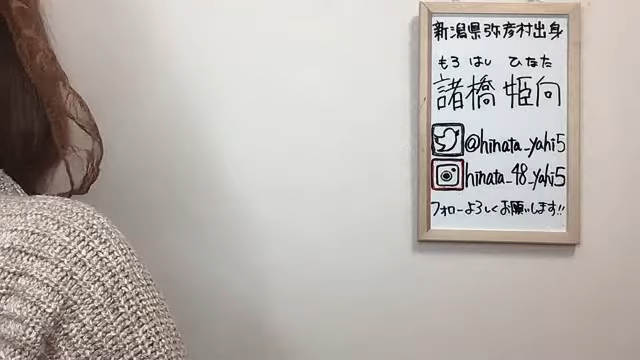 新潟県弥彦村出身
もろ はし ひなた
諸橋 姫向
@hinata_yahi5
hinata_48_yahi5
フォローよろしくお願いします!!